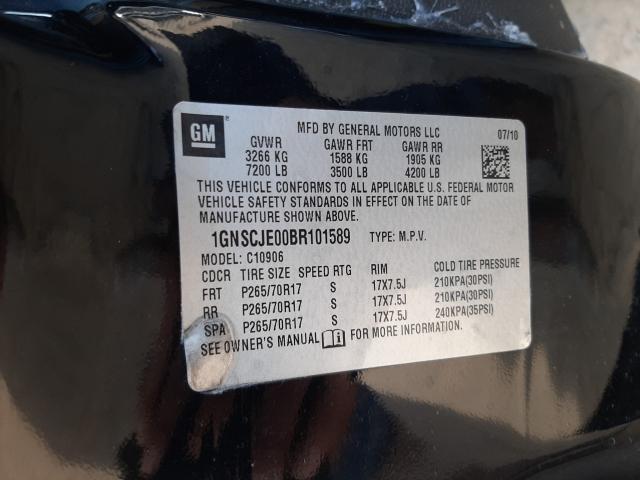 GM
MFD BY GENERAL MOTORS LLC 07/10
GVWR GAWR FRT GAWR RR
3266 KG 1588 KG 1905 KG
7200 LB 3500 LB 4200 LB
THIS VEHICLE CONFORMS TO ALL APPLICABLE U.S. FEDERAL MOTOR
VEHICLE SAFETY STANDARDS IN EFFECT ON THE DATE OF
MANUFACTURE SHOWN ABOVE.
1GNSCJE00BR101589 TYPE: M.P.V.
MODEL: C10906
CDCR TIRE SIZE SPEED RTG RIM COLD TIRE PRESSURE
FRT P265/70R17 S 17X7.5J 210KPA(30PSI)
RR P265/70R17 S 17X7.5J 210KPA(30PSI)
SPA P265/70R17 S 17X7.5J 240KPA(35PSI)
SEE OWNER'S MANUAL FOR MORE INFORMATION.